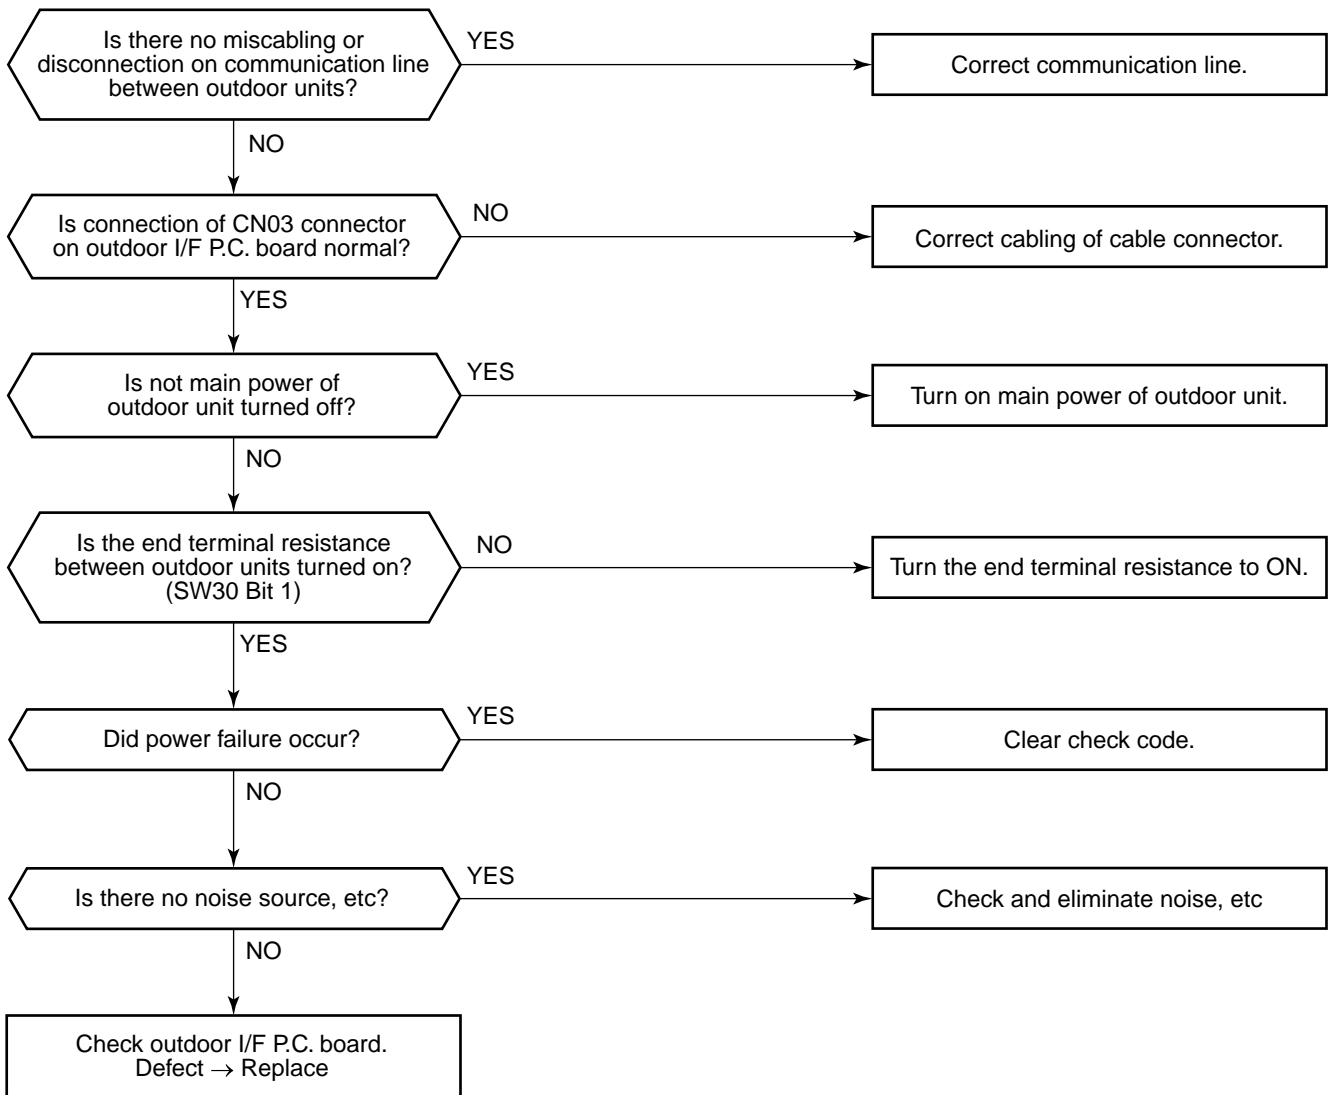 Is there no miscabling or
disconnection on communication line
between outdoor units?
YES
Correct communication line.
NO
Is connection of CN03 connector
on outdoor I/F P.C. board normal?
NO
Correct cabling of cable connector.
YES
Is not main power of
outdoor unit turned off?
YES
Turn on main power of outdoor unit.
NO
Is the end terminal resistance
between outdoor units turned on?
(SW30 Bit 1)
NO
Turn the end terminal resistance to ON.
YES
Did power failure occur?
YES
Clear check code.
NO
Is there no noise source, etc?
YES
Check and eliminate noise, etc
NO
Check outdoor I/F P.C. board.
Defect → Replace